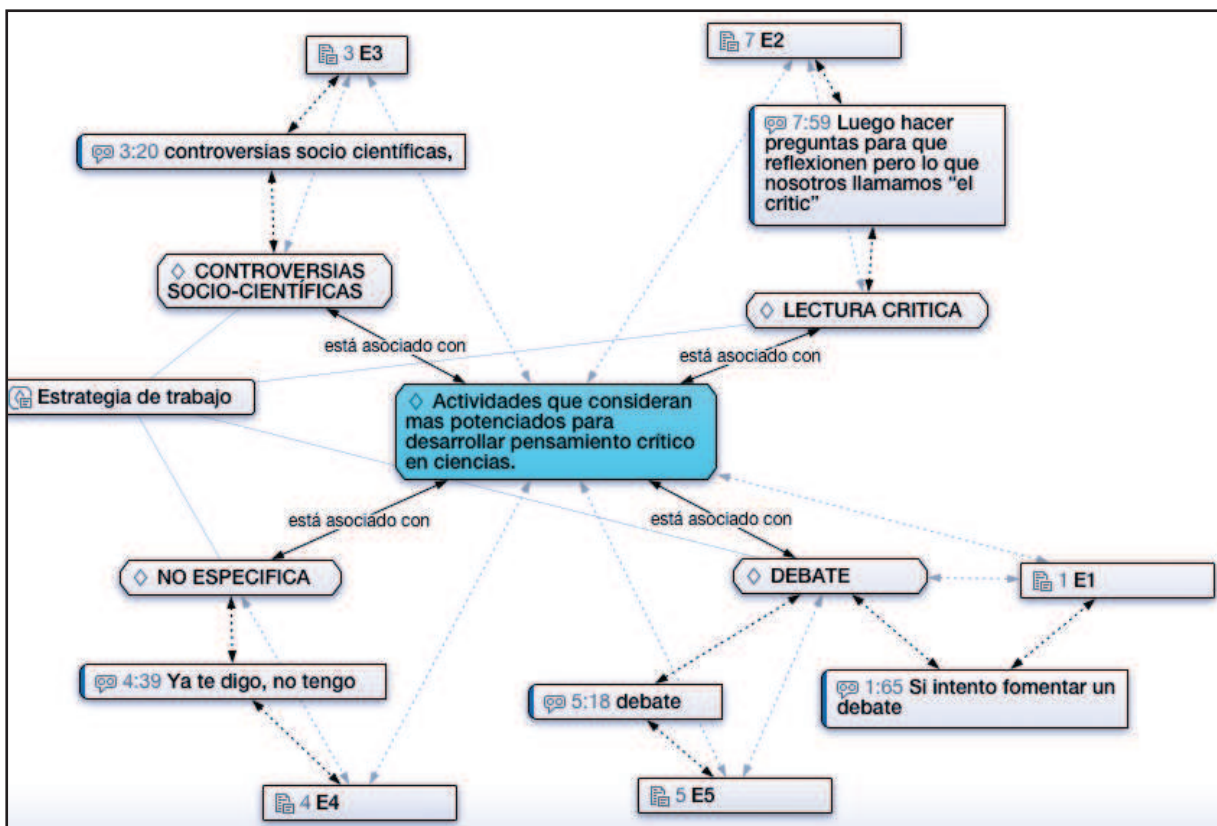 3 E3
7 E2
3:20 controversias socio científicas,
7:59 Luego hacer
preguntas para que
reflexionen pero lo que
nosotros llamamos "el
critic"
CONTROVERSIAS
SOCIO-CIENTÍFICAS
LECTURA CRITICA
está asociado con
está asociado con
Estrategia de trabajo
Actividades que consideran
mas potenciados para
desarrollar pensamiento crítico
en ciencias.
está asociado con
está asociado con
NO ESPECIFICA
DEBATE
1 E1
4:39 Ya te digo, no tengo
5:18 debate
1:65 Si intento fomentar un
debate
4 E4
5 E5